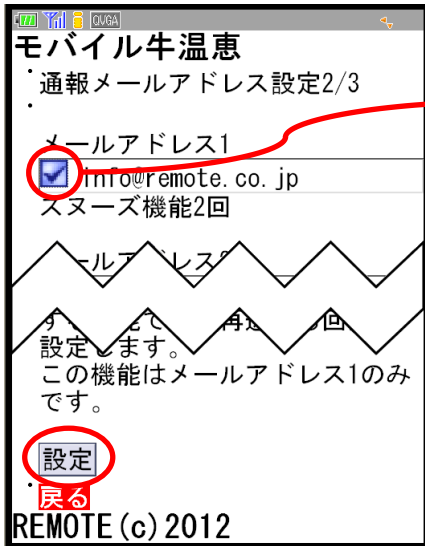 QVGA
モバイル牛温恵
通報メールアドレス設定2/3
メールアドレス1
info@remote.co.jp
スヌーズ機能2回
設定します。
この機能はメールアドレス1のみ
です。
設定
戻る
REMOTE(c)2012